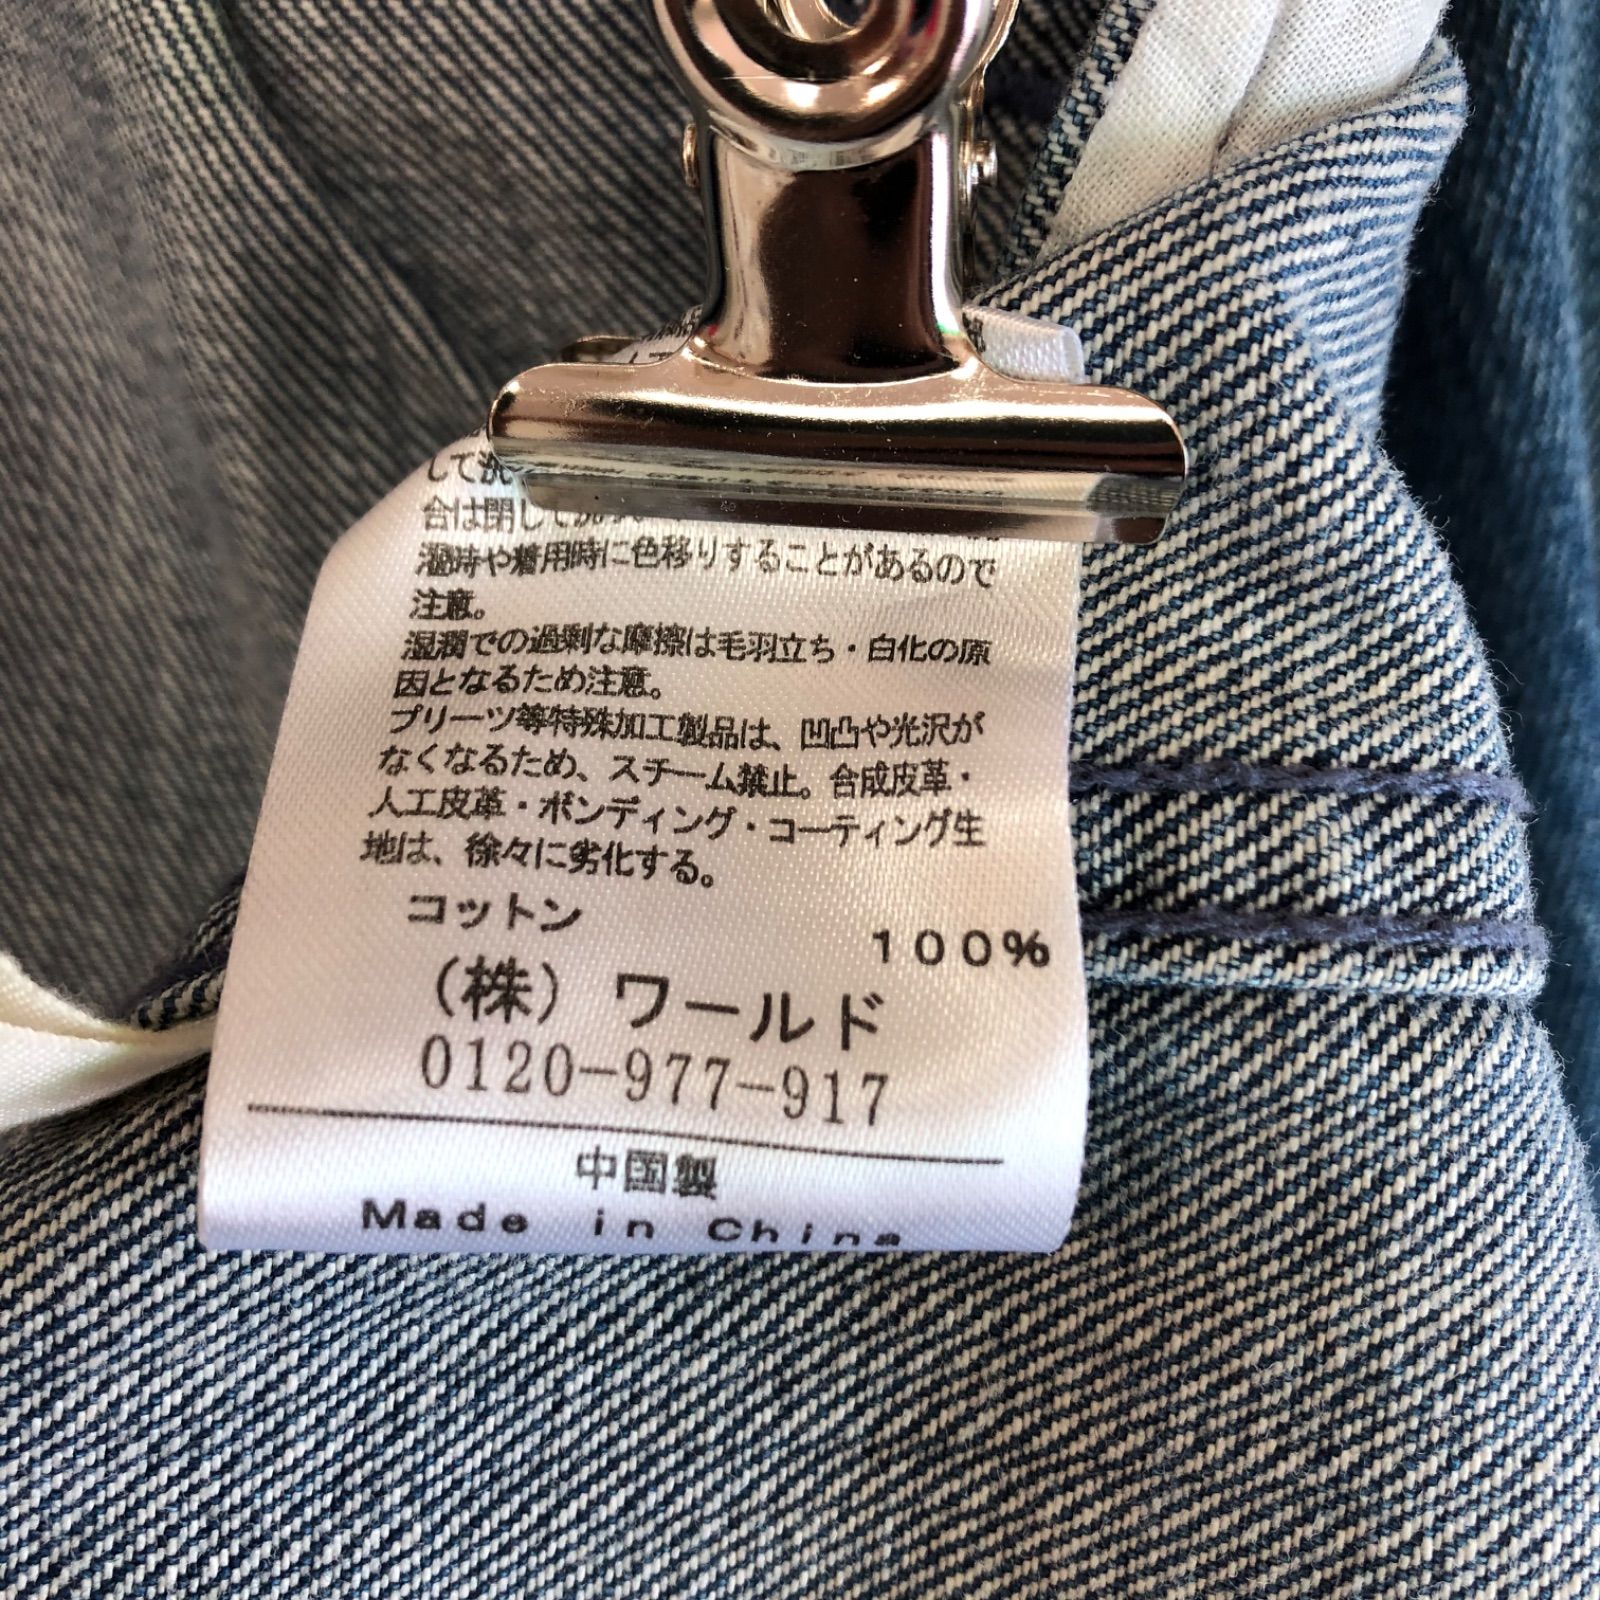 合は閉じて洗
湿時や着用時に色移りすることがあるので
注意。
湿潤での過剰な摩擦は毛羽立ち・白化の原
因となるため注意。
プリーツ等特殊加工製品は、凹凸や光沢が
なくなるため、スチーム禁止。合成皮革・
人工皮革・ボンディング・コーティング生
地は、徐々に劣化する。
コットン 100%
(株) ワールド
0120-977-917
中国製
Made in China